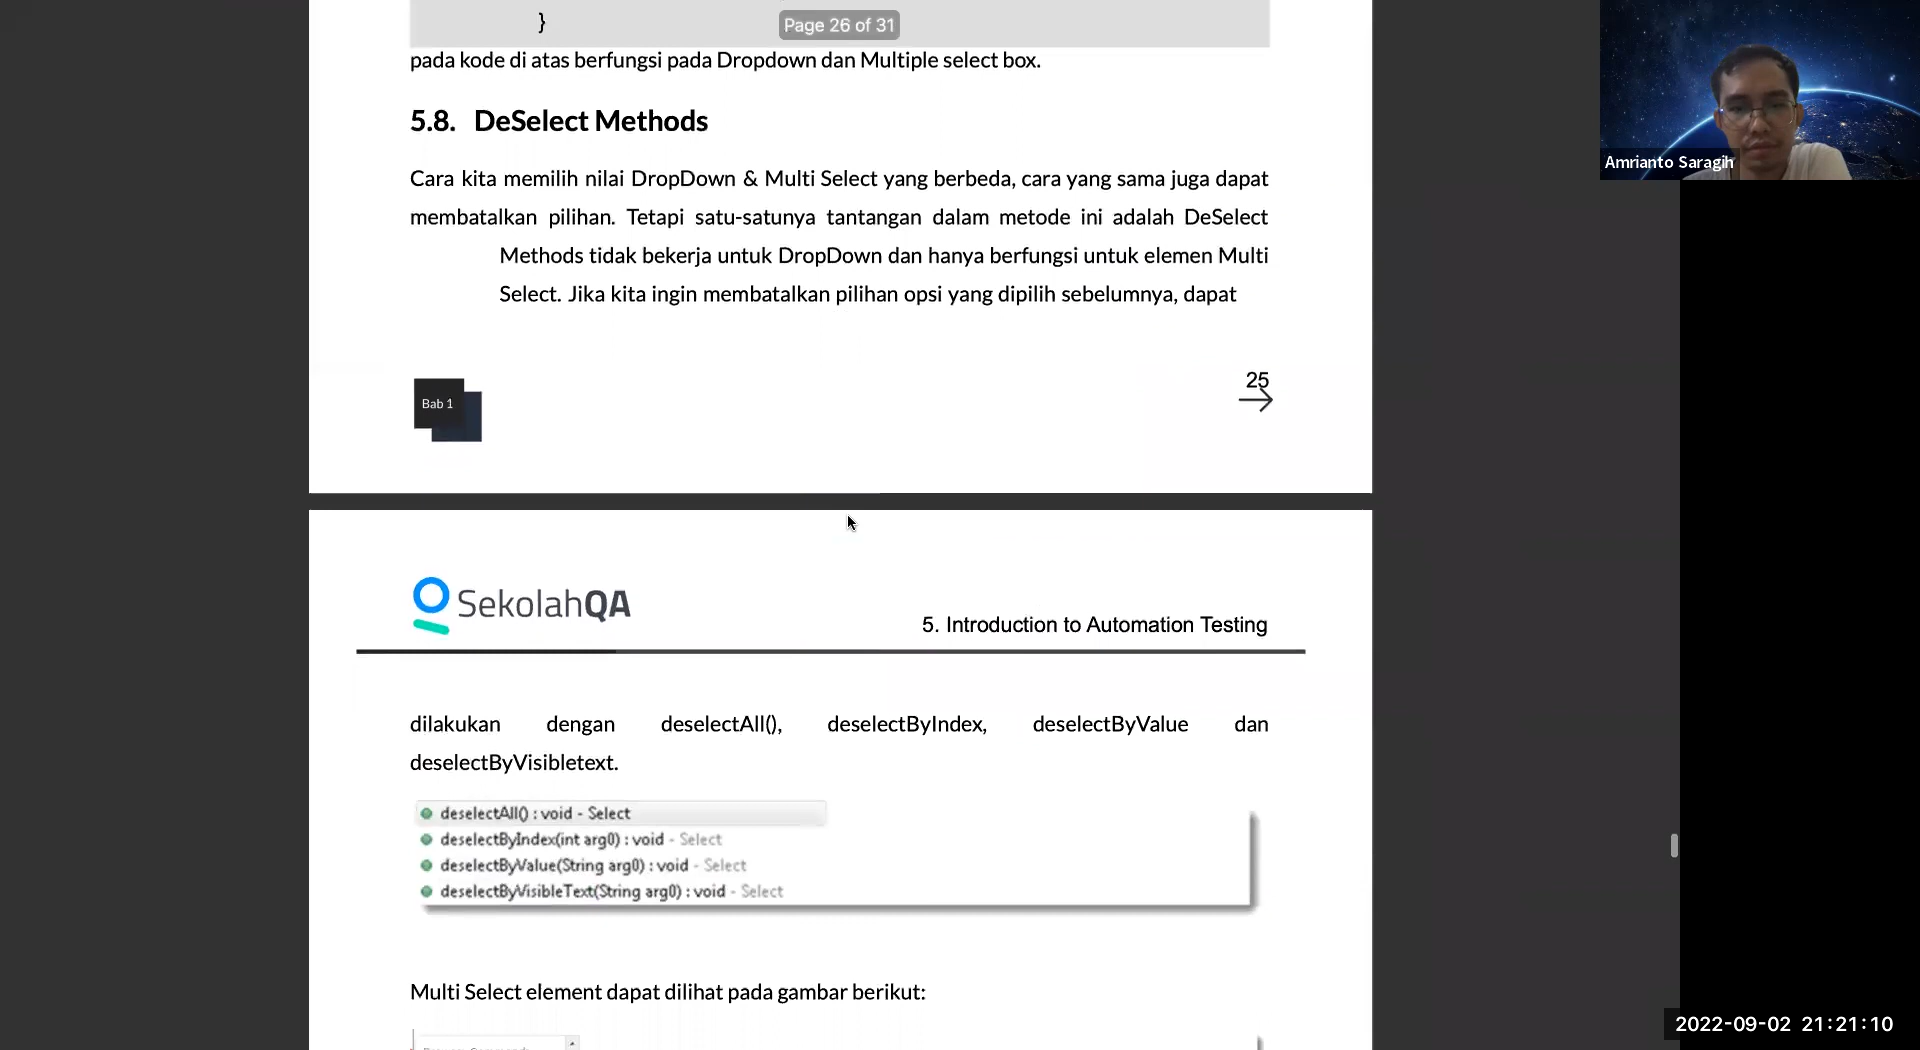 }
Page 26 of 31
pada kode di atas berfungsi pada Dropdown dan Multiple select box.
5.8. DeSelect Methods
Cara kita memilih nilai DropDown & Multi Select yang berbeda, cara yang sama juga dapat
membatalkan pilihan. Tetapi satu-satunya tantangan dalam metode ini adalah DeSelect
Methods tidak bekerja untuk DropDown dan hanya berfungsi untuk elemen Multi
Select. Jika kita ingin membatalkan pilihan opsi yang dipilih sebelumnya, dapat
Bab 1
25
SekolahQA
5. Introduction to Automation Testing
dilakukan dengan deselectAll(), deselectByIndex, deselectByValue dan
deselectByVisibletext.
deselectAll() : void - Select
deselectByIndex(int arg0) : void - Select
deselectByValue(String arg0) : void - Select
deselectByVisibleText(String arg0) : void - Select
Multi Select element dapat dilihat pada gambar berikut:
Amrianto Saragih
2022-09-02 21:21:10